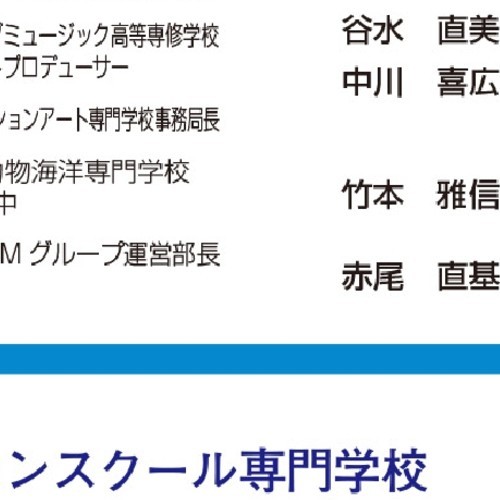 ミュージック高等専修学校
プロデューサー
ションアート専門学校事務局長
物海洋専門学校
中
Mグループ運営部長
谷水 直美
中川 喜広
竹本 雅信
赤尾 直基
ョンスクール専門学校